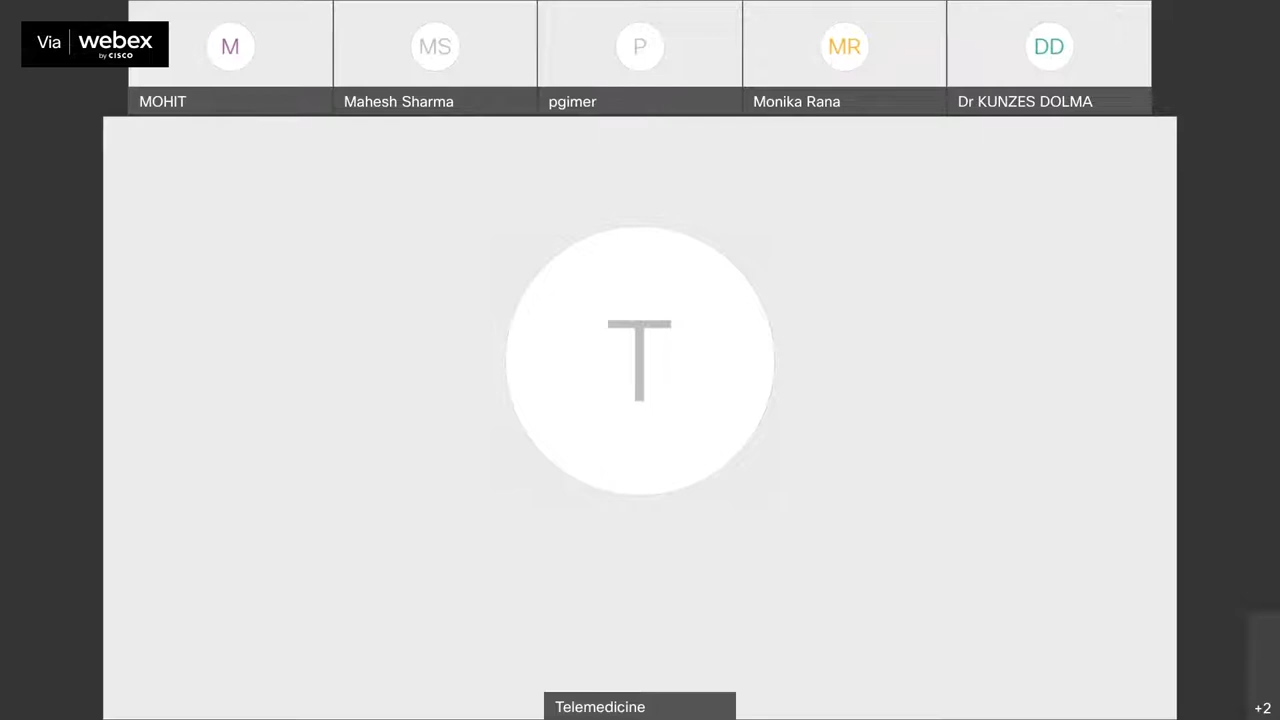 Via webex
by CISCO
M
MS
P
MR
DD
MOHIT
Mahesh Sharma
pgimer
Monika Rana
Dr KUNZES DOLMA
T
Telemedicine
+2